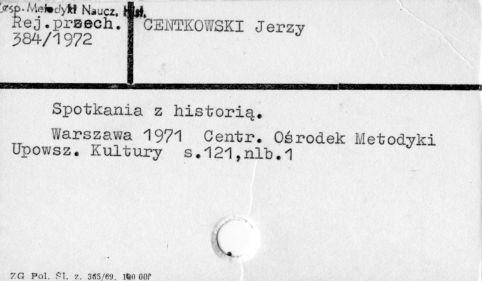 Zesp. Metodyki Naucz. Hist.
Rej.przech.
384/1972
CENTKOWSKI Jerzy
Spotkania z historią.
Warszawa 1971 Centr. Ośrodek Metodyki
Upowsz. Kultury s.121,nlb.1
ZG Pol. Śl. z. 365/69. 100 000